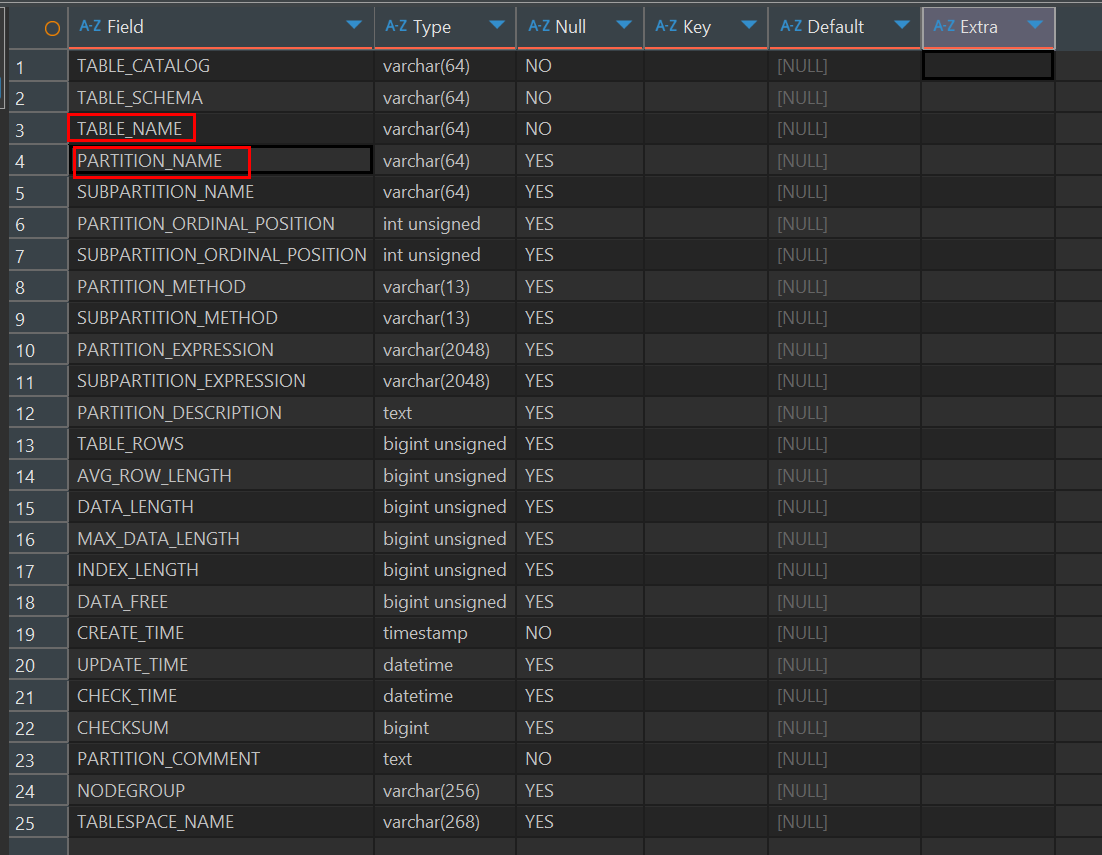 A-Z Field A-Z Type A-Z Null A-Z Key A-Z Default A-Z Extra
1 TABLE_CATALOG varchar(64) NO [NULL]
2 TABLE_SCHEMA varchar(64) NO [NULL]
3 TABLE_NAME varchar(64) NO [NULL]
4 PARTITION_NAME varchar(64) YES [NULL]
5 SUBPARTITION_NAME varchar(64) YES [NULL]
6 PARTITION_ORDINAL_POSITION int unsigned YES [NULL]
7 SUBPARTITION_ORDINAL_POSITION int unsigned YES [NULL]
8 PARTITION_METHOD varchar(13) YES [NULL]
9 SUBPARTITION_METHOD varchar(13) YES [NULL]
10 PARTITION_EXPRESSION varchar(2048) YES [NULL]
11 SUBPARTITION_EXPRESSION varchar(2048) YES [NULL]
12 PARTITION_DESCRIPTION text YES [NULL]
13 TABLE_ROWS bigint unsigned YES [NULL]
14 AVG_ROW_LENGTH bigint unsigned YES [NULL]
15 DATA_LENGTH bigint unsigned YES [NULL]
16 MAX_DATA_LENGTH bigint unsigned YES [NULL]
17 INDEX_LENGTH bigint unsigned YES [NULL]
18 DATA_FREE bigint unsigned YES [NULL]
19 CREATE_TIME timestamp NO [NULL]
20 UPDATE_TIME datetime YES [NULL]
21 CHECK_TIME datetime YES [NULL]
22 CHECKSUM bigint YES [NULL]
23 PARTITION_COMMENT text NO [NULL]
24 NODEGROUP varchar(256) YES [NULL]
25 TABLESPACE_NAME varchar(268) YES [NULL]